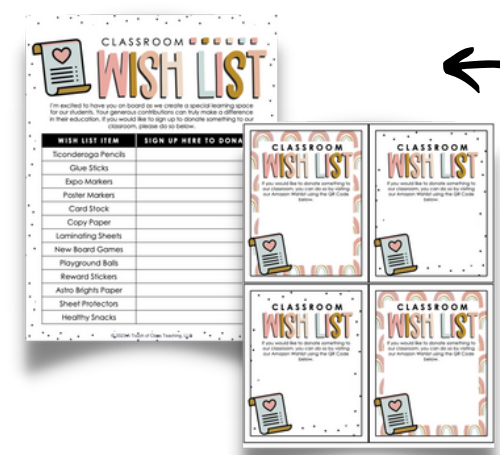 CLASSROOM
WISH LIST
I'm excited to have you on board as we create a special learning space
for our students. Your generous contributions can truly make a difference
in their education. If you would like to sign up to donate something to our
classroom, please do so below.
WISH LIST ITEM SIGN UP HERE TO DONA
Ticonderoga Pencils
Glue Sticks
Expo Markers
Poster Markers
Card Stock
Copy Paper
Laminating Sheets
New Board Games
Playground Balls
Reward Stickers
Astro Brights Paper
Sheet Protectors
Healthy Snacks
A Touch of Class Teaching, LLC
CLASSROOM
WISH LIST
If you would like to donate something to
our classroom, you can do so by visiting
our Amazon Wishlist using the QR Code
below.
CLASSROOM
WISH LIST
If you would like to donate something to
our classroom, you can do so by visiting
our Amazon Wishlist using the QR Code
below.
CLASSROOM
WISH LIST
If you would like to donate something to
our classroom, you can do so by visiting
our Amazon Wishlist using the QR Code
below.
CLASSROOM
WISH LIST
If you would like to donate something to
our classroom, you can do so by visiting
our Amazon Wishlist using the QR Code
below.